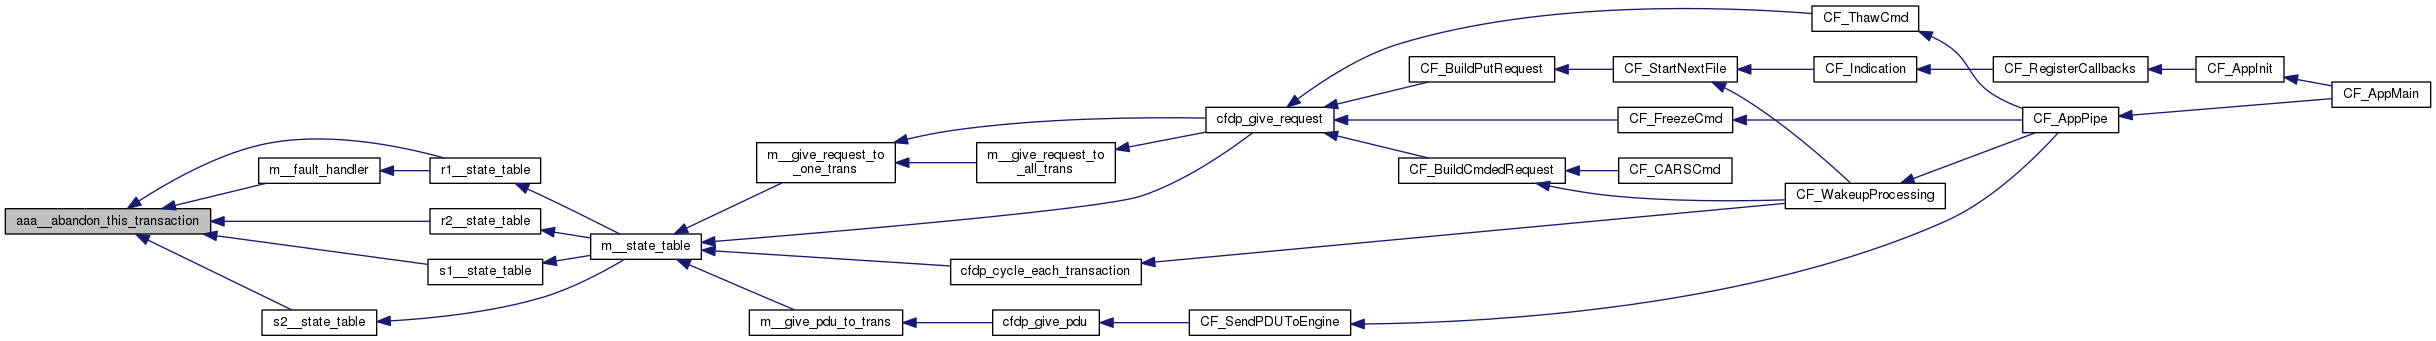 aaa__abandon_this_transaction
m__fault_handler
r1__state_table
r2__state_table
s1__state_table
s2__state_table
m__state_table
m__give_request_to
_one_trans
m__give_request_to
_all_trans
cfdp_cycle_each_transaction
m__give_pdu_to_trans
cfdp_give_pdu
cfdp_give_request
CF_SendPDUToEngine
CF_BuildPutRequest
CF_BuildCmdedRequest
CF_StartNextFile
CF_FreezeCmd
CF_CARSCmd
CF_ThawCmd
CF_Indication
CF_WakeupProcessing
CF_RegisterCallbacks
CF_AppPipe
CF_AppInit
CF_AppMain